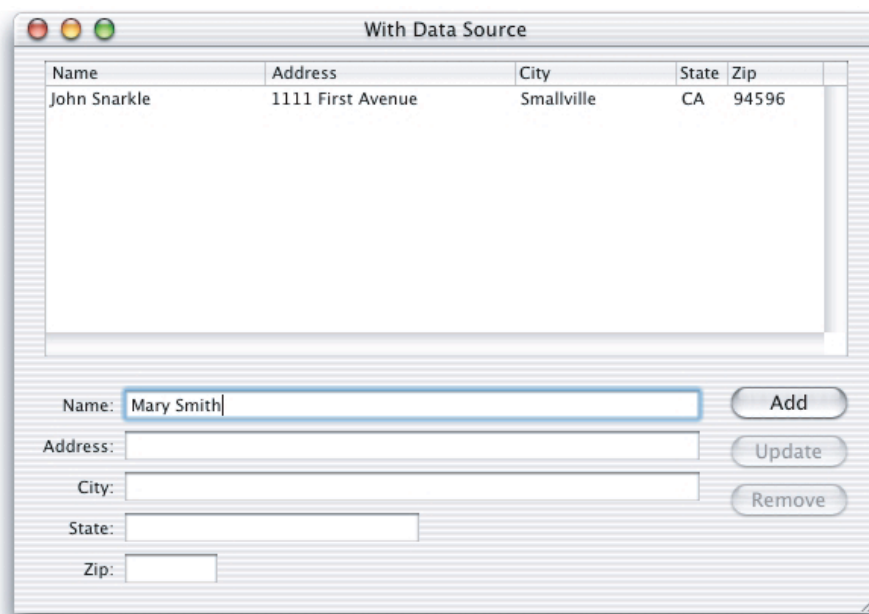 With Data Source
Name Address City State Zip
John Snarkle 1111 First Avenue Smallville CA 94596
Name: Mary Smith Add
Address: Update
City: Remove
State:
Zip: